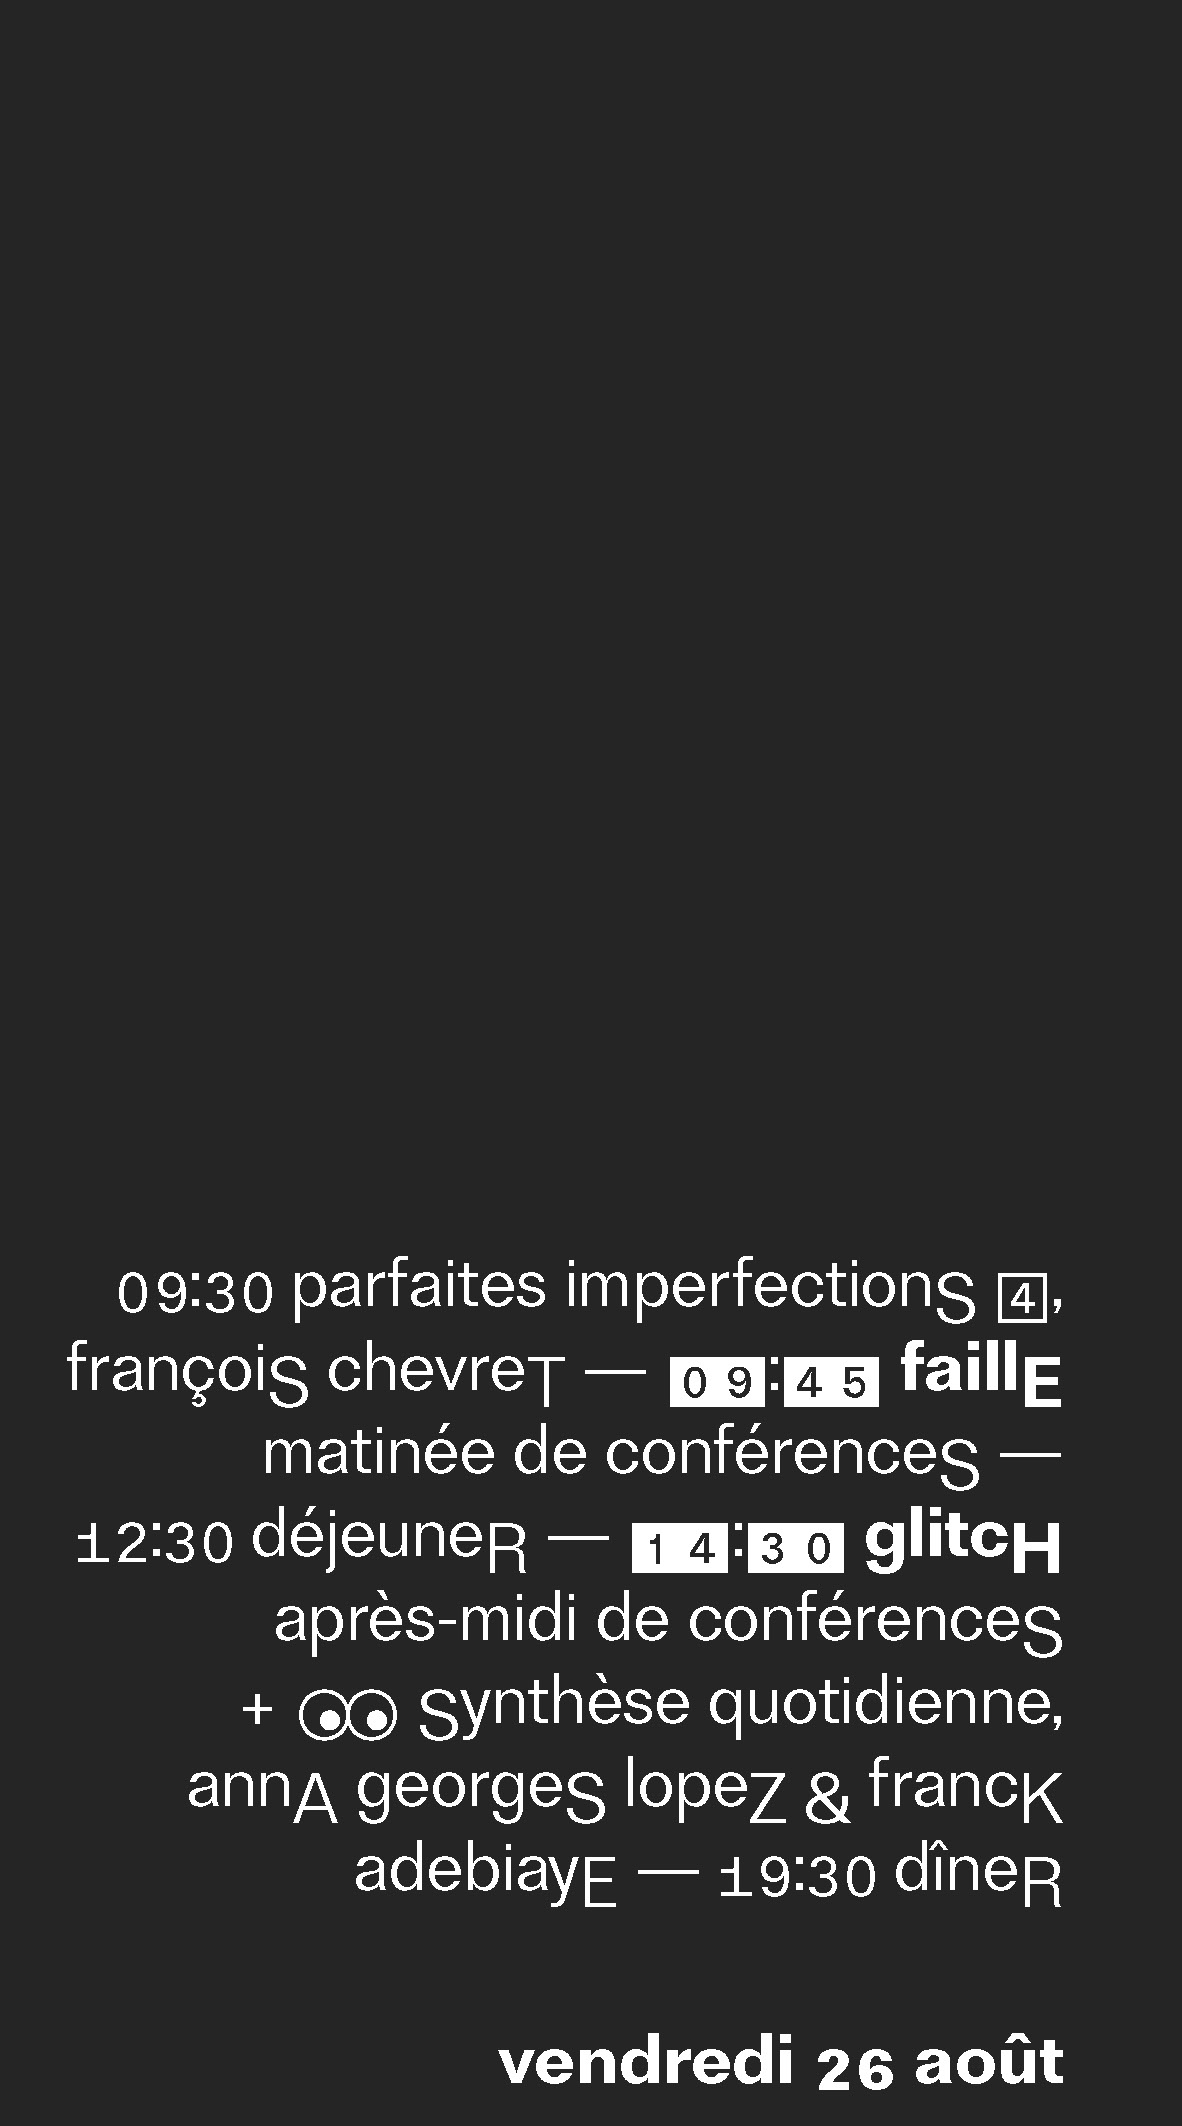 09:30 parfaites imperfectionS 4,
françoiS chevreT — 09:45 faillE
matinée de conférenceS —
12:30 déjeuneR — 14:30 glitcH
après-midi de conférenceS
+ 👀 Synthèse quotidienne,
annA georgeS lopeZ & francK
adebiayE — 19:30 dîneR
vendredi 26 août